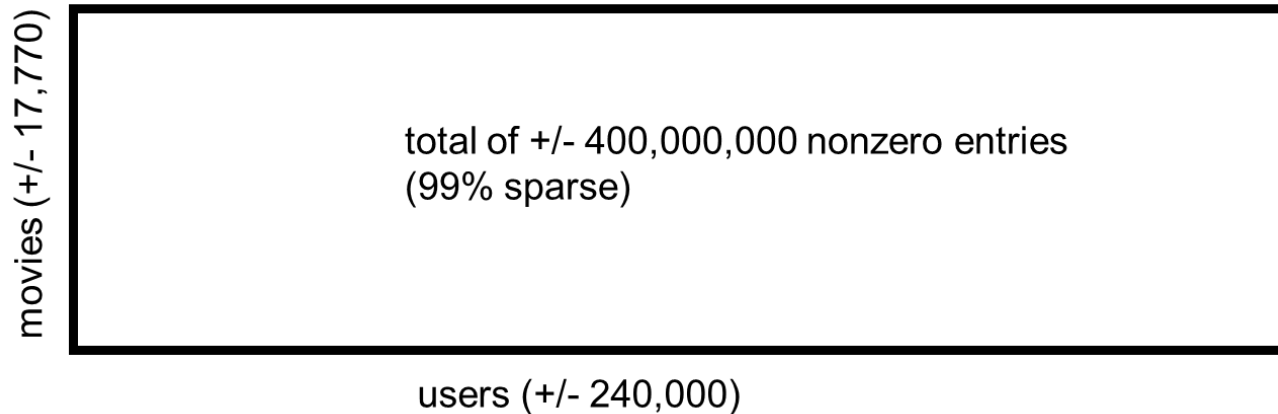 movies (+/- 17,770)
total of +/- 400,000,000 nonzero entries
(99% sparse)
users (+/- 240,000)